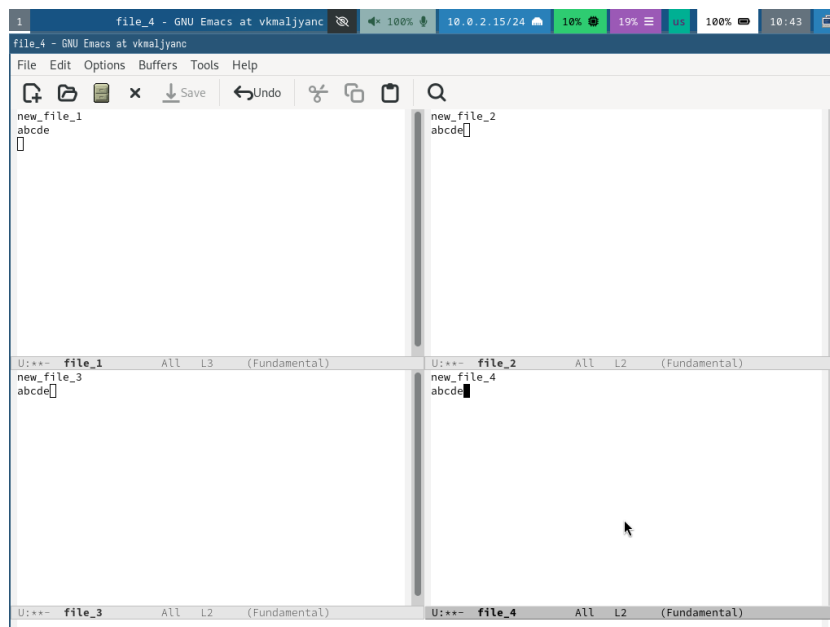 1 file_4 - GNU Emacs at vkmaljyanc 100% 10.0.2.15/24 10% 19% us 100% 10:43
file_4 - GNU Emacs at vkmaljyanc
File Edit Options Buffers Tools Help
Save Undo
new_file_1
abcde
new_file_2
abcde
U:**- file_1 All L3 (Fundamental)
U:**- file_2 All L2 (Fundamental)
new_file_3
abcde
new_file_4
abcde
U:**- file_3 All L2 (Fundamental)
U:**- file_4 All L2 (Fundamental)